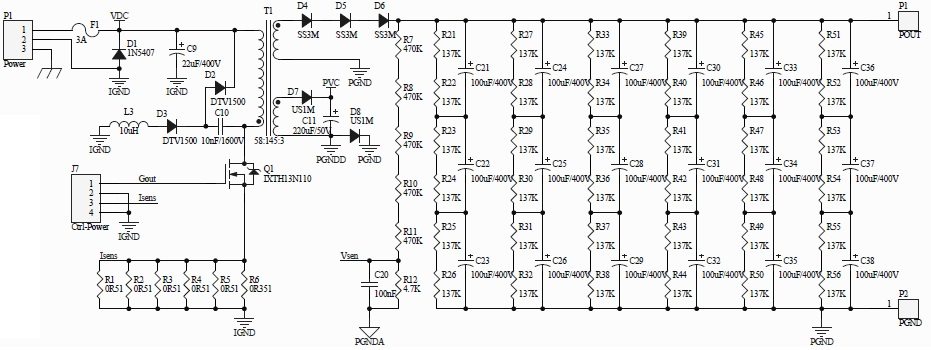 P1
1
2
3
Power
F1
3A
VDC
D1
1N5407
IGND
C9
22uF/400V
IGND
D2
DTV1500
L3
10uH
IGND
D3
DTV1500
C10
10nF/1600V
T1
58:145:3
D4
SS3M
D5
SS3M
D6
SS3M
PGND
D7
US1M
PVC
C11
220uF/50V
D8
US1M
PGNDD
PGND
J7
1
2
3
4
Ctrl-Power
Gout
Isens
IGND
Q1
IXTH13N110
Isens
R1
0R51
R2
0R51
R3
0R51
R4
0R51
R5
0R51
R6
0R351
IGND
R7
470K
R8
470K
R9
470K
R10
470K
R11
470K
Vsen
C20
100nF
R12
4.7K
PGNDA
R21
137K
R22
137K
R23
137K
R24
137K
R25
137K
R26
137K
C21
100uF/400V
C22
100uF/400V
C23
100uF/400V
R27
137K
R28
137K
R29
137K
R30
137K
R31
137K
R32
137K
C24
100uF/400V
C25
100uF/400V
C26
100uF/400V
R33
137K
R34
137K
R35
137K
R36
137K
R37
137K
R38
137K
C27
100uF/400V
C28
100uF/400V
C29
100uF/400V
R39
137K
R40
137K
R41
137K
R42
137K
R43
137K
R44
137K
C30
100uF/400V
C31
100uF/400V
C32
100uF/400V
R45
137K
R46
137K
R47
137K
R48
137K
R49
137K
R50
137K
C33
100uF/400V
C34
100uF/400V
C35
100uF/400V
R51
137K
R52
137K
R53
137K
R54
137K
R55
137K
R56
137K
C36
100uF/400V
C37
100uF/400V
C38
100uF/400V
PGND
P1
1
POUT
P2
1
PGND